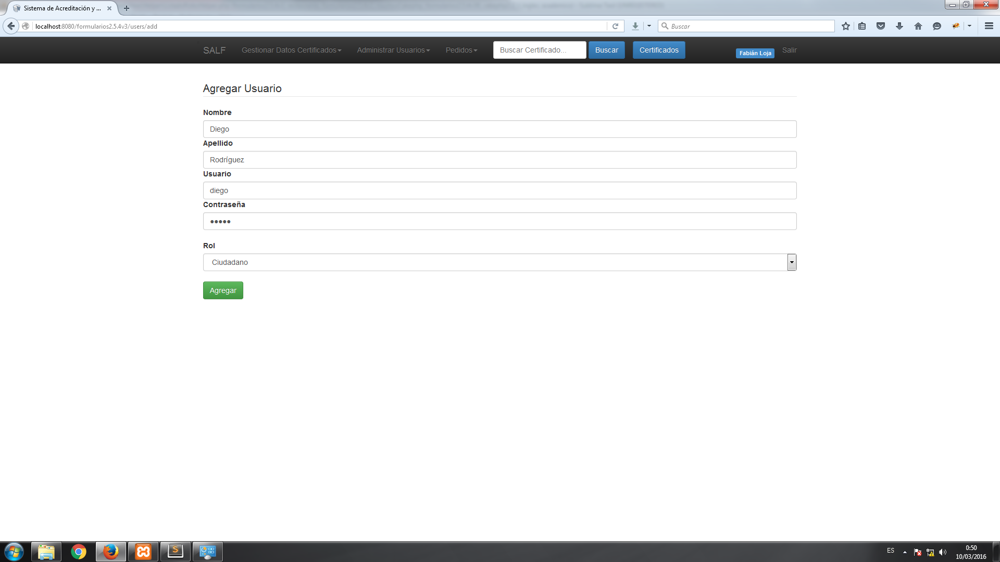 Sistema de Acreditación y ...
localhost:8080/formularios2.5.4v3/users/add
Buscar
SALF
Gestionar Datos Certificados
Administrar Usuarios
Pedidos
Buscar Certificado...
Buscar
Certificados
Fabián Loja
Salir
Agregar Usuario
Nombre
Diego
Apellido
Rodríguez
Usuario
diego
Contraseña
●●●●●
Rol
Ciudadano
Agregar
ES
0:50
10/03/2016